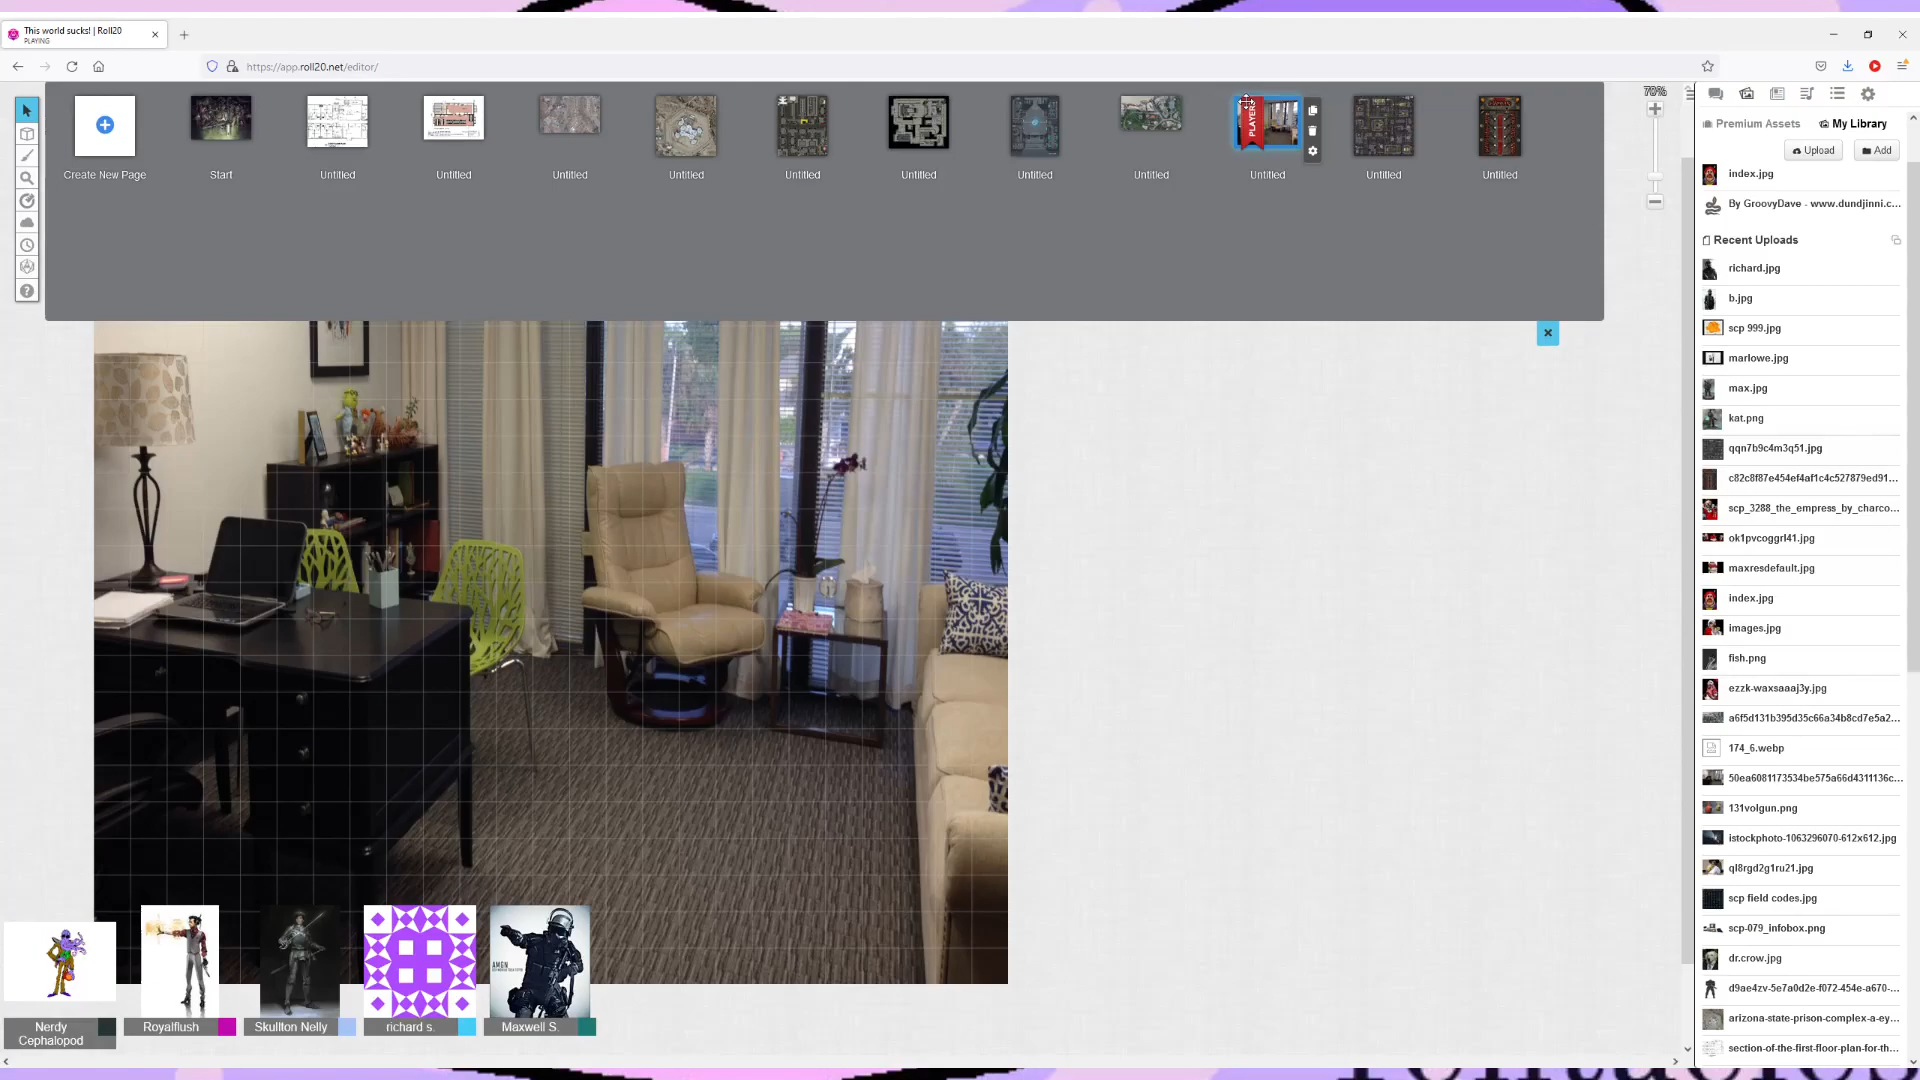 This world sucks! | Roll20
PLAYING
https://app.roll20.net/editor/
Create New Page
Start
Untitled
Untitled
Untitled
Untitled
Untitled
Untitled
Untitled
Untitled
PLAYERS
Untitled
Untitled
Untitled
78%
Premium Assets
My Library
Upload
Add
index.jpg
By GroovyDave - www.dundjinni.c...
Recent Uploads
richard.jpg
b.jpg
scp 999.jpg
marlowe.jpg
max.jpg
kat.png
qqn7b9c4m3q51.jpg
c82c8f87e454ef4af1c4c527879ed91...
scp_3288_the_empress_by_charco...
ok1pvcoggrl41.jpg
maxresdefault.jpg
index.jpg
images.jpg
fish.png
ezzk-waxsaaaj3y.jpg
a6f5d131b395d35c66a34b8cd7e5a2...
174_6.webp
50ea6081173534be575a66d4311136c...
131volgun.png
istockphoto-1063296070-612x612.jpg
ql8rgd2g1ru21.jpg
scp field codes.jpg
scp-079_infobox.png
dr.crow.jpg
d9ae4zv-5e7a0d2e-f072-454e-a670-...
arizona-state-prison-complex-a-ey...
section-of-the-first-floor-plan-for-th...
Nerdy
Cephalopod
Royalflush
Skullton Nelly
richard s.
Maxwell S.